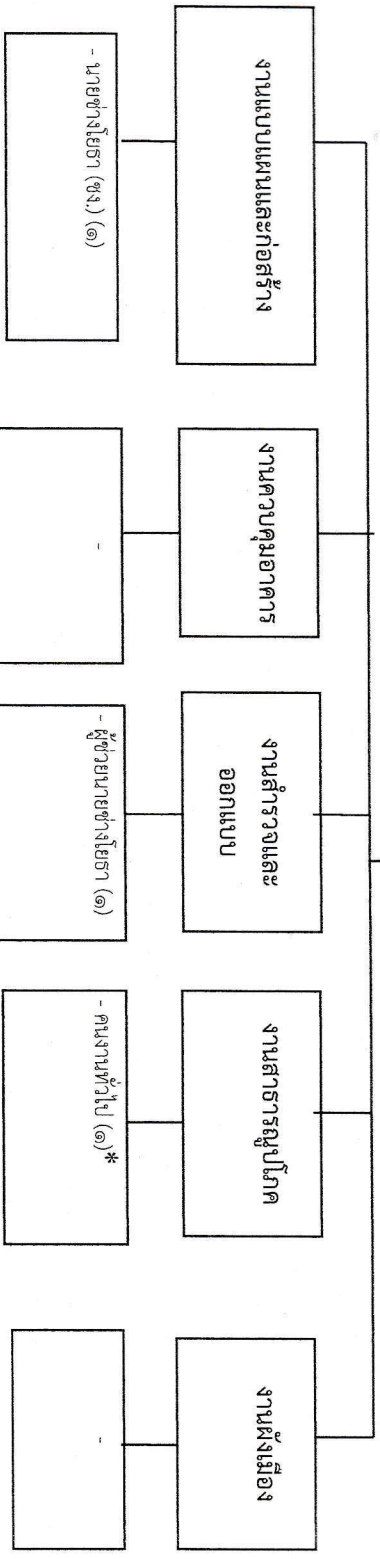 งานแบบแผนและก่อสร้าง
- นายช่างโยธา (ชง.) (๑)
งานควบคุมอาคาร
-
งานสำรวจและ
ออกแบบ
- ผู้ช่วยนายช่างโยธา (๑)
งานสาธารณูปโภค
- คนงานทั่วไป (๑)*
งานผังเมือง
-